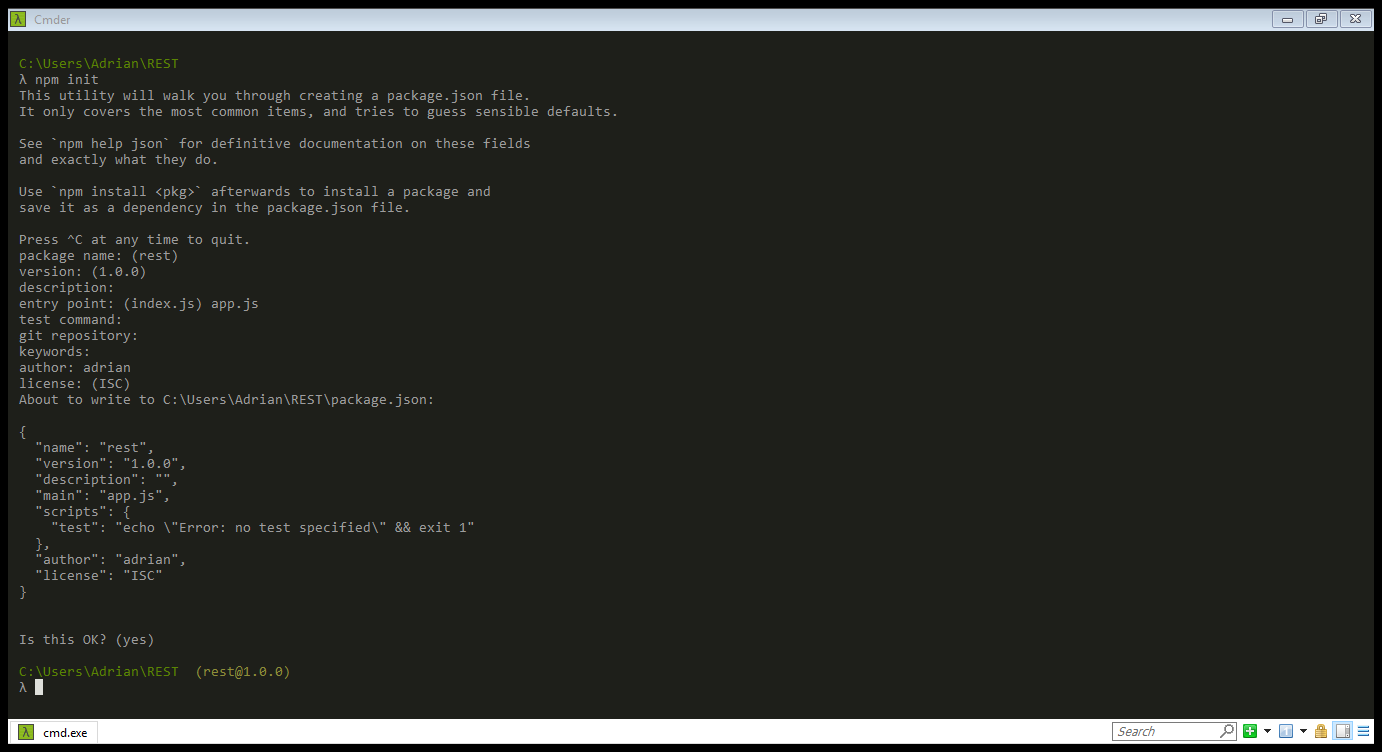 Cmder
C:\Users\Adrian\REST
λ npm init
This utility will walk you through creating a package.json file.
It only covers the most common items, and tries to guess sensible defaults.
See `npm help json` for definitive documentation on these fields
and exactly what they do.
Use `npm install <pkg>` afterwards to install a package and
save it as a dependency in the package.json file.
Press ^C at any time to quit.
package name: (rest)
version: (1.0.0)
description:
entry point: (index.js) app.js
test command:
git repository:
keywords:
author: adrian
license: (ISC)
About to write to C:\Users\Adrian\REST\package.json:
{
  "name": "rest",
  "version": "1.0.0",
  "description": "",
  "main": "app.js",
  "scripts": {
    "test": "echo \"Error: no test specified\" && exit 1"
  },
  "author": "adrian",
  "license": "ISC"
}
Is this OK? (yes)
C:\Users\Adrian\REST  (rest@1.0.0)
λ
λ cmd.exe
Search